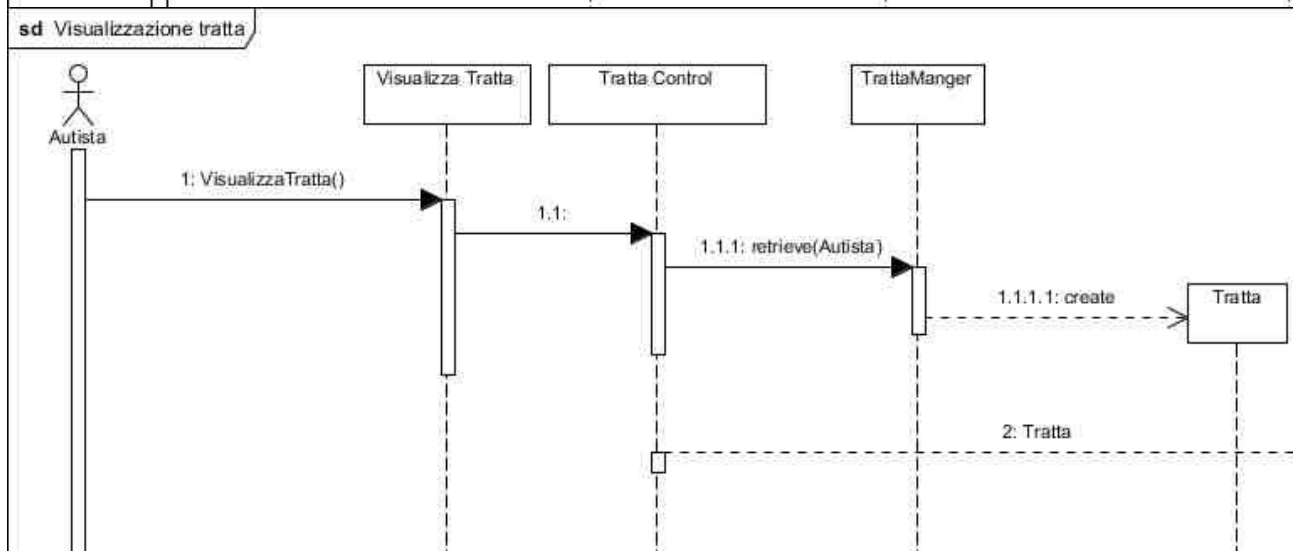 sd Visualizzazione tratta
Autista
Visualizza Tratta
Tratta Control
TrattaManger
1: VisualizzaTratta()
1.1:
1.1.1: retrieve(Autista)
1.1.1.1: create
Tratta
2: Tratta